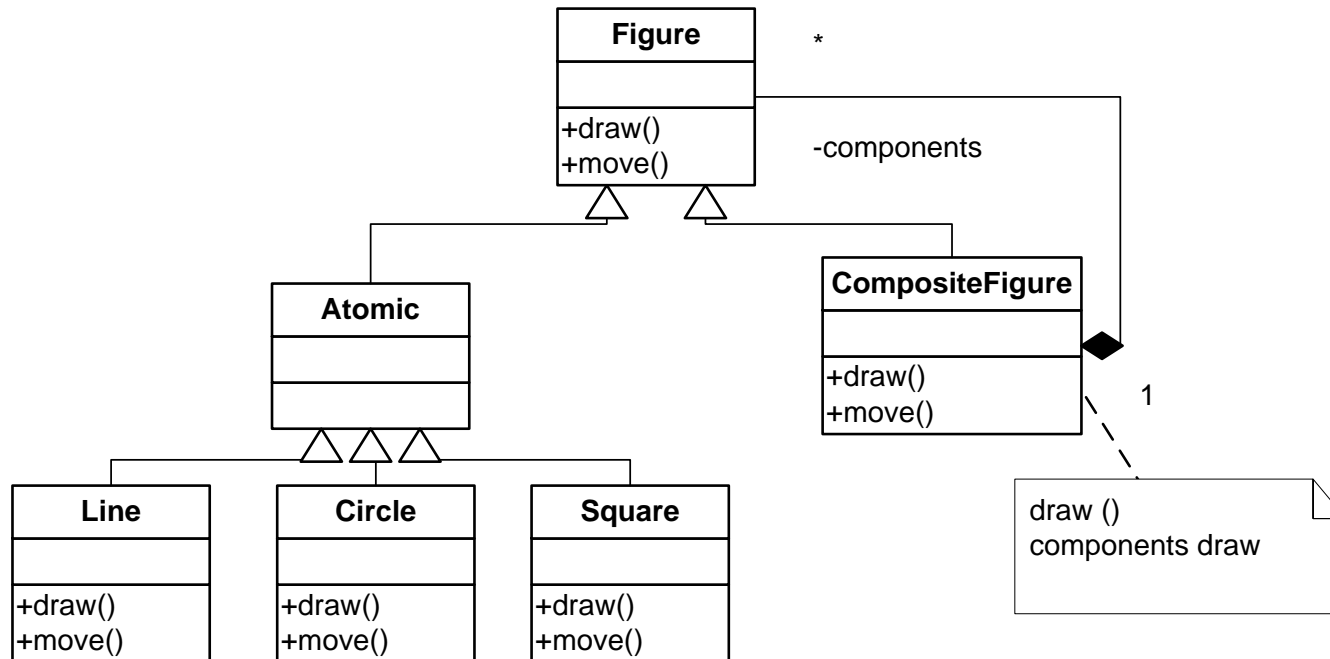 Figure
*
+draw()
+move()
-components
Atomic
CompositeFigure
+draw()
+move()
1
Line
Circle
Square
+draw()
+move()
+draw()
+move()
+draw()
+move()
draw ()
components draw